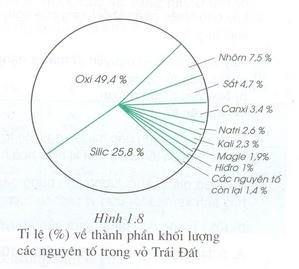 Nhôm 7,5 %
Oxi 49,4 %
Sắt 4,7 %
Canxi 3,4 %
Natri 2.6 %
Kali 2,3 %
Silic 25,8 %
Magie 1,9%
Hiđro 1%
Các nguyên tố
còn lại 1,4 %
Hình 1.8
Tỉ lệ (%) về thành phần khối lượng
các nguyên tố trong vỏ Trái Đất